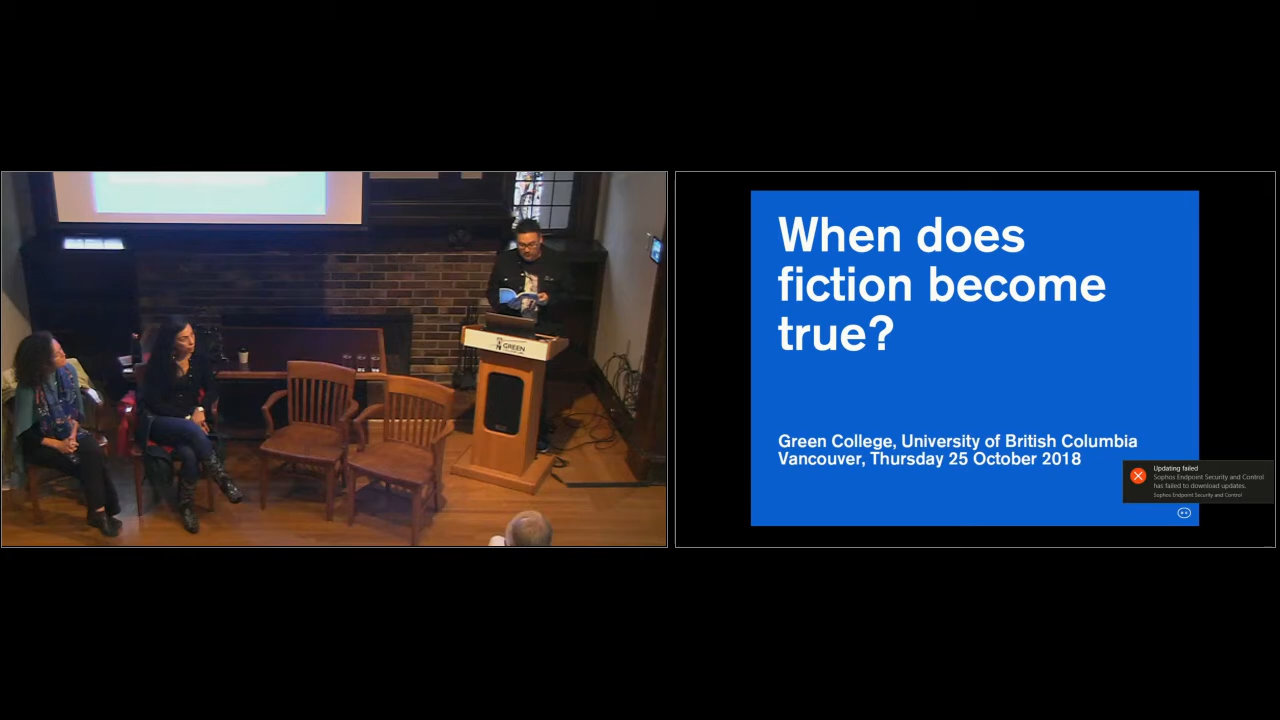 GREEN
When does
fiction become
true?
Green College, University of British Columbia
Vancouver, Thursday 25 October 2018
Updating failed
Sophos Endpoint Security and Control
has failed to download updates.
Sophos Endpoint Security and Control